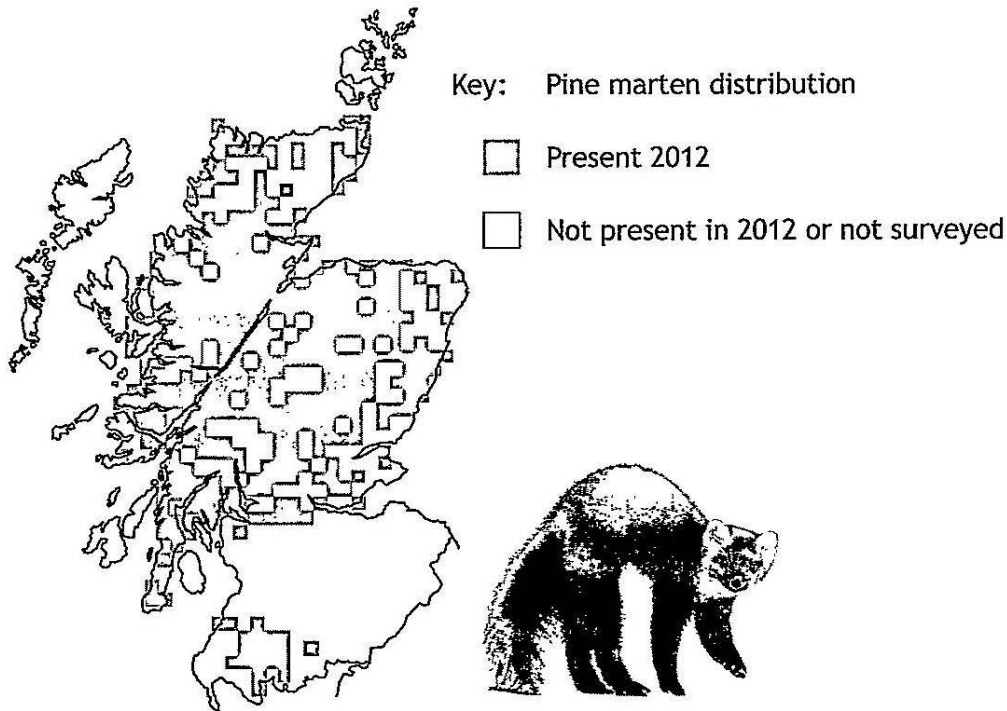 Key: Pine marten distribution
Present 2012
Not present in 2012 or not surveyed